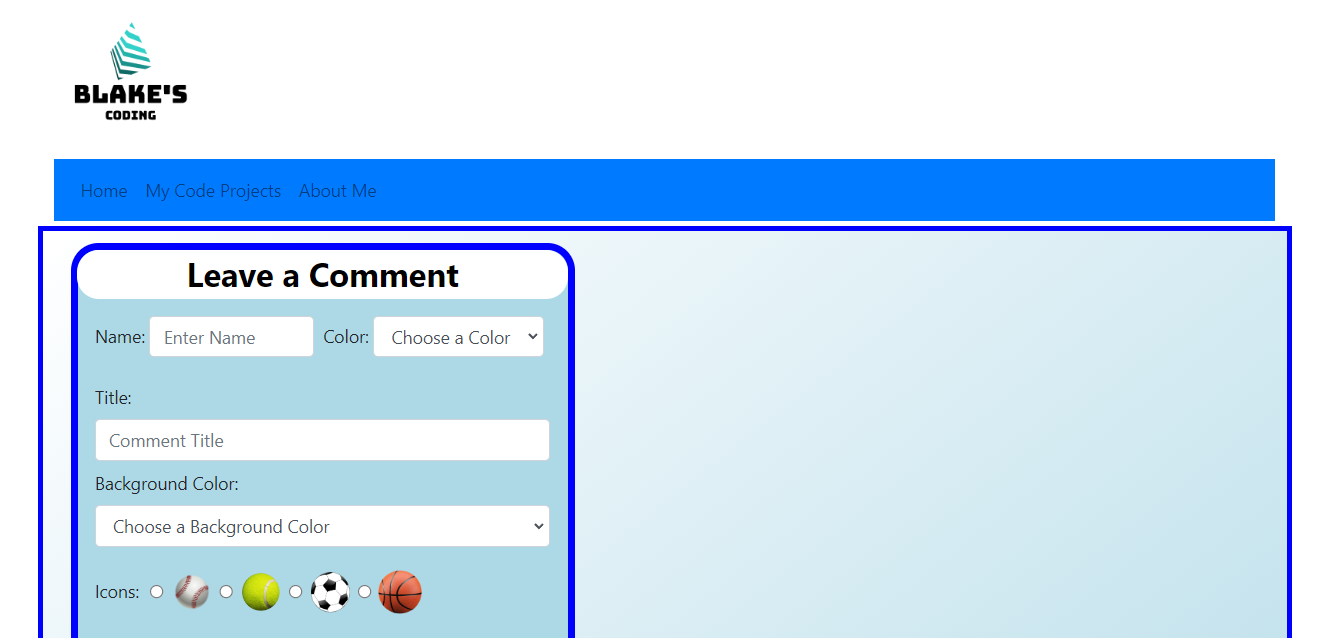 BLAKE'S
CODING
Home My Code Projects About Me
Leave a Comment
Name: Enter Name Color: Choose a Color
Title:
Comment Title
Background Color:
Choose a Background Color
Icons: